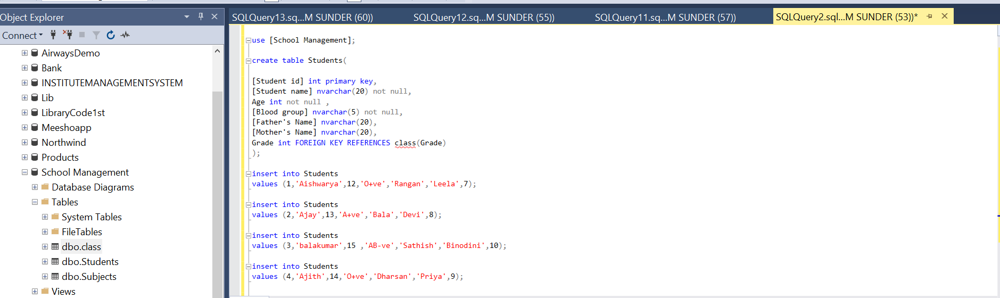 Object Explorer
Connect
AirwaysDemo
Bank
INSTITUTEMANAGEMENTSYSTEM
Lib
LibraryCode1st
Meeshoapp
Northwind
Products
School Management
Database Diagrams
Tables
System Tables
FileTables
dbo.class
dbo.Students
dbo.Subjects
Views
SQLQuery13.sq...M SUNDER (60))
SQLQuery12.sq...M SUNDER (55))
SQLQuery11.sq...M SUNDER (57))
SQLQuery2.sql...M SUNDER (53))*
use [School Management];
create table Students(
[Student id] int primary key,
[Student name] nvarchar(20) not null,
Age int not null ,
[Blood group] nvarchar(5) not null,
[Father's Name] nvarchar(20),
[Mother's Name] nvarchar(20),
Grade int FOREIGN KEY REFERENCES class(Grade)
);
insert into Students
values (1,'Aishwarya',12,'O+ve','Rangan','Leela',7);
insert into Students
values (2,'Ajay',13,'A+ve','Bala','Devi',8);
insert into Students
values (3,'balakumar',15 ,'AB-ve','Sathish','Binodini',10);
insert into Students
values (4,'Ajith',14,'O+ve','Dharsan','Priya',9);